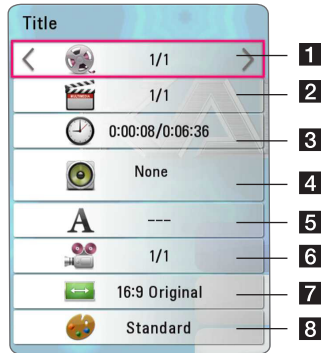 Title
1/1 1
1/1 2
0:00:08/0:06:36 3
None 4
A --- 5
1/1 6
16:9 Original 7
Standard 8